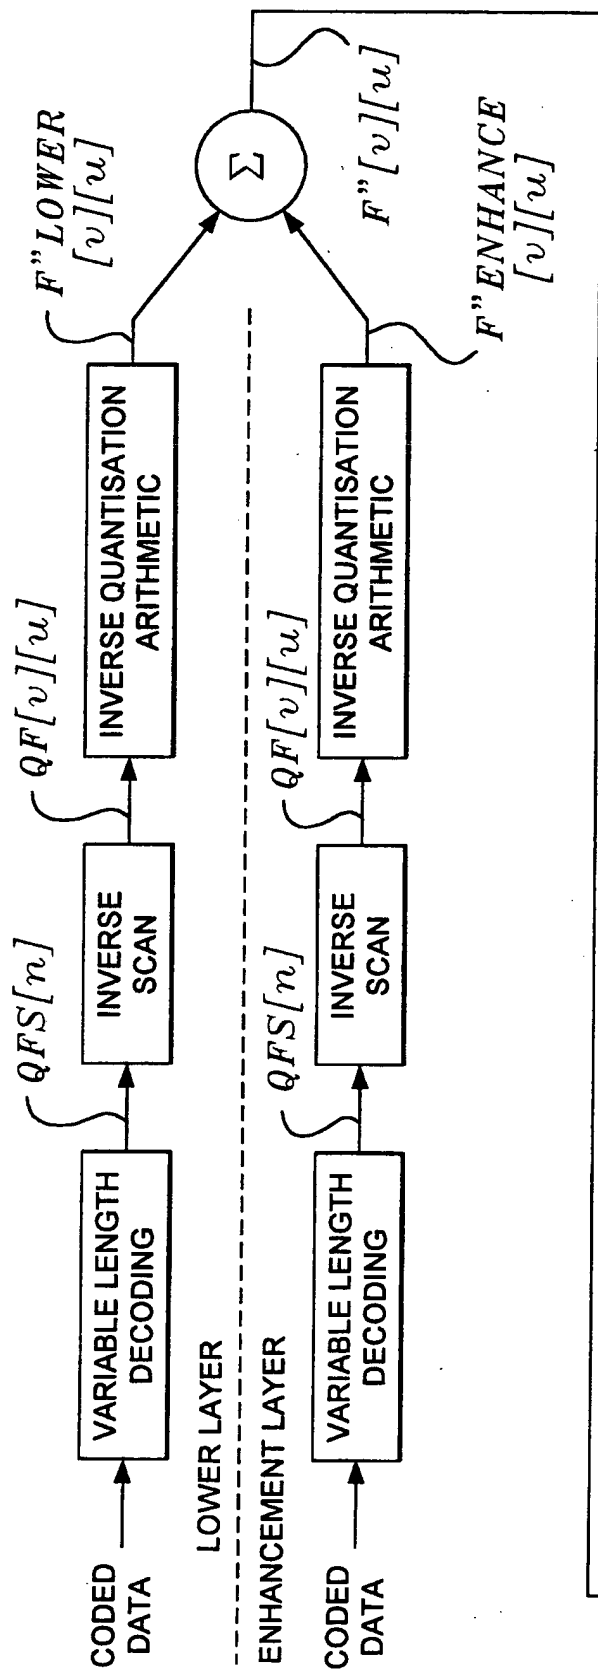 CODED
DATA
VARIABLE LENGTH
DECODING
QFS[n]
INVERSE
SCAN
QF[v][u]
INVERSE QUANTISATION
ARITHMETIC
F"LOWER
[v][u]
LOWER LAYER
Σ
F"[v][u]
ENHANCEMENT LAYER
CODED
DATA
VARIABLE LENGTH
DECODING
QFS[n]
INVERSE
SCAN
QF[v][u]
INVERSE QUANTISATION
ARITHMETIC
F"ENHANCE
[v][u]